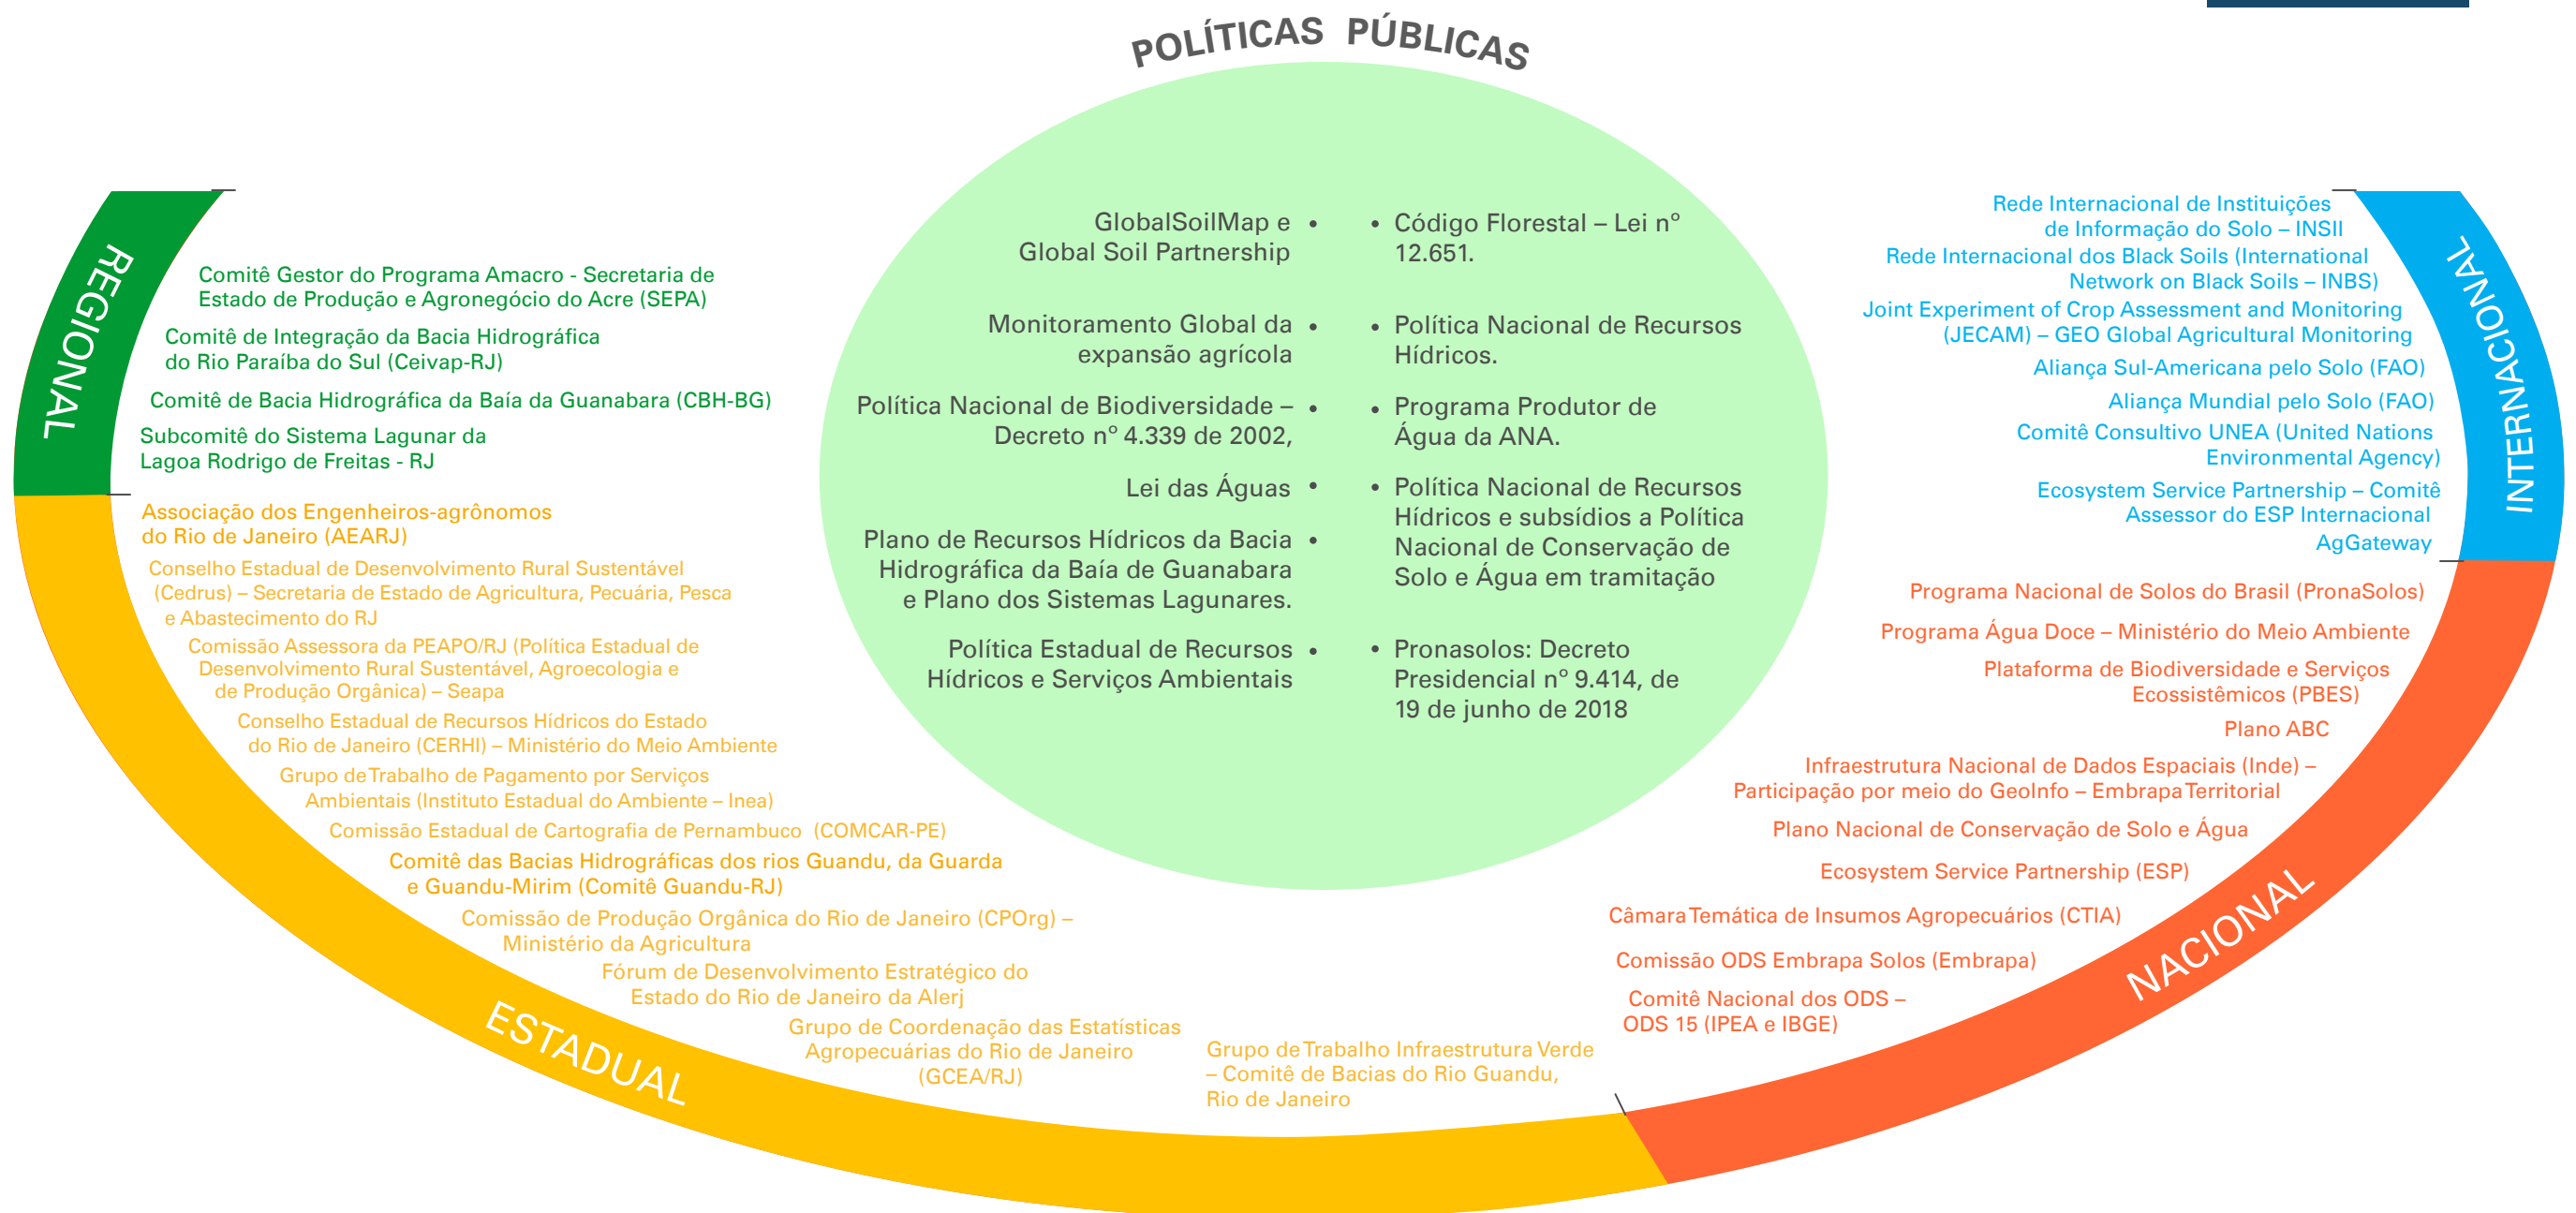 POLÍTICAS PÚBLICAS
GlobalSoilMap e
Global Soil Partnership
Monitoramento Global da
expansão agrícola
Política Nacional de Biodiversidade –
Decreto nº 4.339 de 2002,
Lei das Águas
Plano de Recursos Hídricos da Bacia
Hidrográfica da Baía de Guanabara
e Plano dos Sistemas Lagunares.
Política Estadual de Recursos
Hídricos e Serviços Ambientais
• Código Florestal – Lei nº
12.651.
• Política Nacional de Recursos
Hídricos.
• Programa Produtor de
Água da ANA.
• Política Nacional de Recursos
Hídricos e subsídios a Política
Nacional de Conservação de
Solo e Água em tramitação
• Pronasolos: Decreto
Presidencial nº 9.414, de
19 de junho de 2018
REGIONAL
Comitê Gestor do Programa Amacro - Secretaria de
Estado de Produção e Agronegócio do Acre (SEPA)
Comitê de Integração da Bacia Hidrográfica
do Rio Paraíba do Sul (Ceivap-RJ)
Comitê de Bacia Hidrográfica da Baía da Guanabara (CBH-BG)
Subcomitê do Sistema Lagunar da
Lagoa Rodrigo de Freitas - RJ
ESTADUAL
Associação dos Engenheiros-agrônomos
do Rio de Janeiro (AEARJ)
Conselho Estadual de Desenvolvimento Rural Sustentável
(Cedrus) – Secretaria de Estado de Agricultura, Pecuária, Pesca
e Abastecimento do RJ
Comissão Assessora da PEAPO/RJ (Política Estadual de
Desenvolvimento Rural Sustentável, Agroecologia e
de Produção Orgânica) – Seapa
Conselho Estadual de Recursos Hídricos do Estado
do Rio de Janeiro (CERHI) – Ministério do Meio Ambiente
Grupo de Trabalho de Pagamento por Serviços
Ambientais (Instituto Estadual do Ambiente – Inea)
Comissão Estadual de Cartografia de Pernambuco (COMCAR-PE)
Comitê das Bacias Hidrográficas dos rios Guandu, da Guarda
e Guandu-Mirim (Comitê Guandu-RJ)
Comissão de Produção Orgânica do Rio de Janeiro (CPOrg) –
Ministério da Agricultura
Fórum de Desenvolvimento Estratégico do
Estado do Rio de Janeiro da Alerj
Grupo de Coordenação das Estatísticas
Agropecuárias do Rio de Janeiro
(GCEA/RJ)
Grupo de Trabalho Infraestrutura Verde
– Comitê de Bacias do Rio Guandu,
Rio de Janeiro
INTERNACIONAL
Rede Internacional de Instituições
de Informação do Solo – INSII
Rede Internacional dos Black Soils (International
Network on Black Soils – INBS)
Joint Experiment of Crop Assessment and Monitoring
(JECAM) – GEO Global Agricultural Monitoring
Aliança Sul-Americana pelo Solo (FAO)
Aliança Mundial pelo Solo (FAO)
Comitê Consultivo UNEA (United Nations
Environmental Agency)
Ecosystem Service Partnership – Comitê
Assessor do ESP Internacional
AgGateway
NACIONAL
Programa Nacional de Solos do Brasil (PronaSolos)
Programa Água Doce – Ministério do Meio Ambiente
Plataforma de Biodiversidade e Serviços
Ecossistêmicos (PBES)
Plano ABC
Infraestrutura Nacional de Dados Espaciais (Inde) –
Participação por meio do GeoInfo – Embrapa Territorial
Plano Nacional de Conservação de Solo e Água
Ecosystem Service Partnership (ESP)
Câmara Temática de Insumos Agropecuários (CTIA)
Comissão ODS Embrapa Solos (Embrapa)
Comitê Nacional dos ODS –
ODS 15 (IPEA e IBGE)